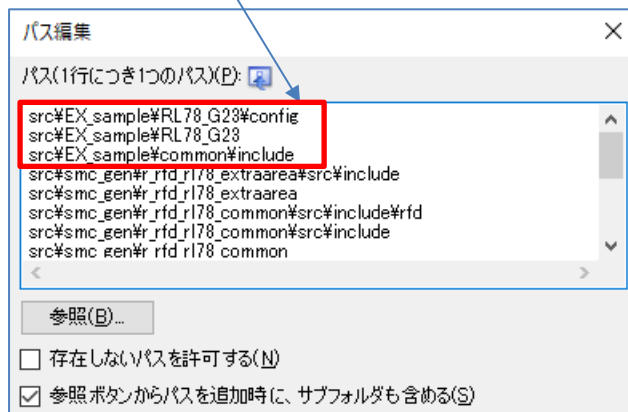 パス編集
パス(1行につき1つのパス)(P):
src¥EX_sample¥RL78_G23¥config
src¥EX_sample¥RL78_G23
src¥EX_sample¥common¥include
src¥smc_gen¥r_rfd_rl78_extraarea¥src¥include
src¥smc_gen¥r_rfd_rl78_extraarea
src¥smc_gen¥r_rfd_rl78_common¥src¥include¥rfd
src¥smc_gen¥r_rfd_rl78_common¥src¥include
src¥smc_gen¥r_rfd_rl78_common
参照(B)...
存在しないパスを許可する(N)
参照ボタンからパスを追加時に、サブフォルダも含める(S)